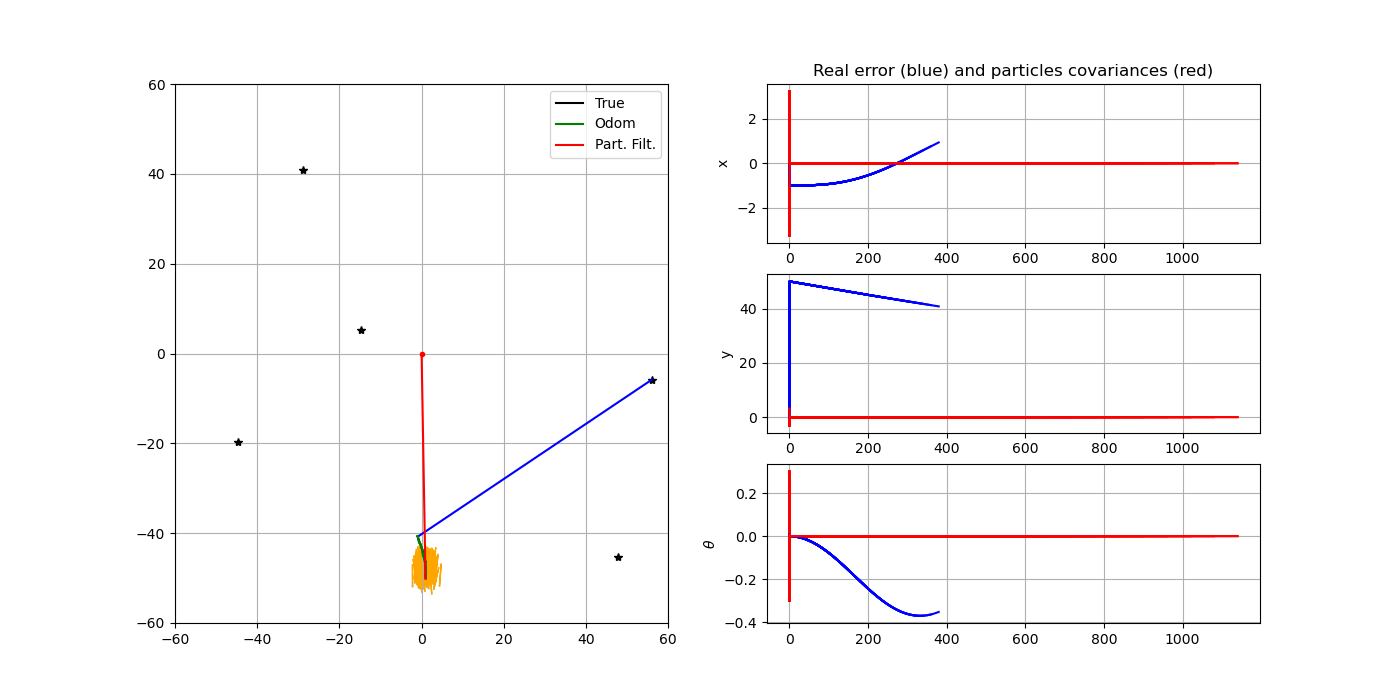 60
40
20
0
−20
−40
−60
−60 −40 −20 0 20 40 60
True
Odom
Part. Filt.
Real error (blue) and particles covariances (red)
x
2
0
−2
0 200 400 600 800 1000
y
40
20
0
0 200 400 600 800 1000
θ
0.2
0.0
−0.2
−0.4
0 200 400 600 800 1000